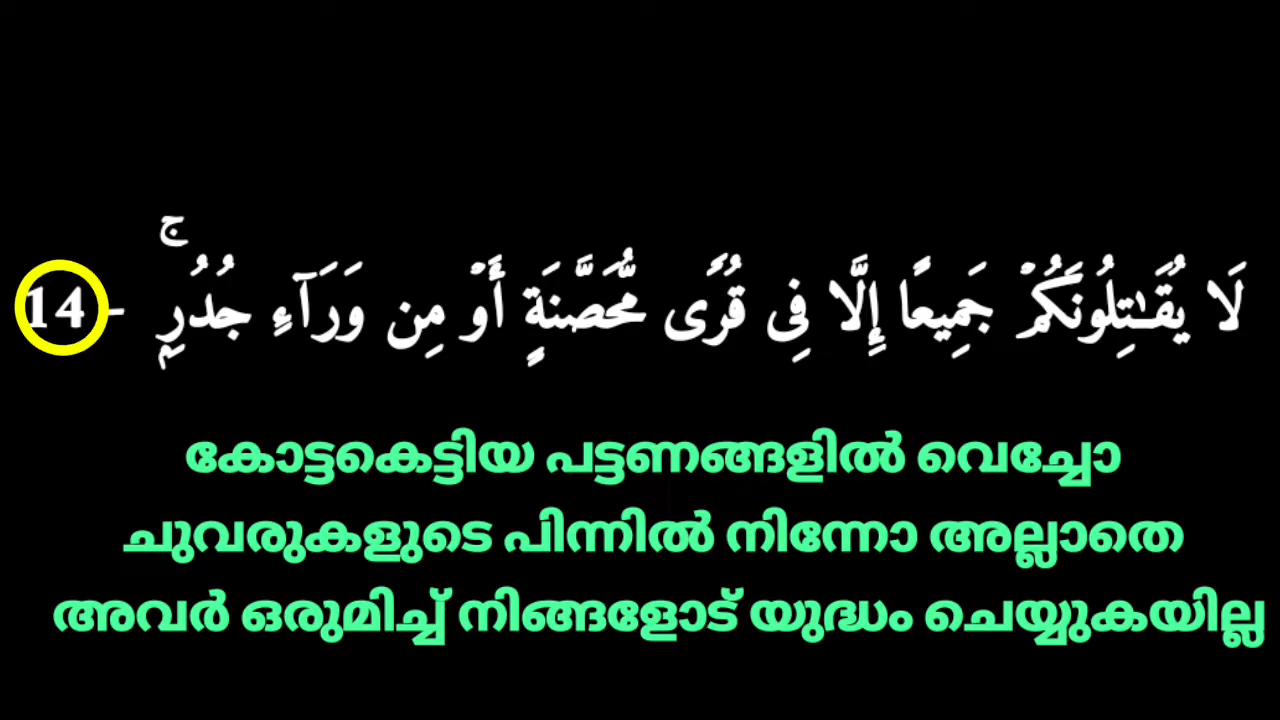 لَا يُقَـٰتِلُونَكُمۡ جَمِيعًا إِلَّا فِى قُرًى مُّحَصَّنَةٍ أَوۡ مِن وَرَآءِ جُدُرِۭ ۚ - 14
കോട്ടകെട്ടിയ പട്ടണങ്ങളിൽ വെച്ചോ
ചുവരുകളുടെ പിന്നിൽ നിന്നോ അല്ലാതെ
അവർ ഒരുമിച്ച് നിങ്ങളോട് യുദ്ധം ചെയ്യുകയില്ല